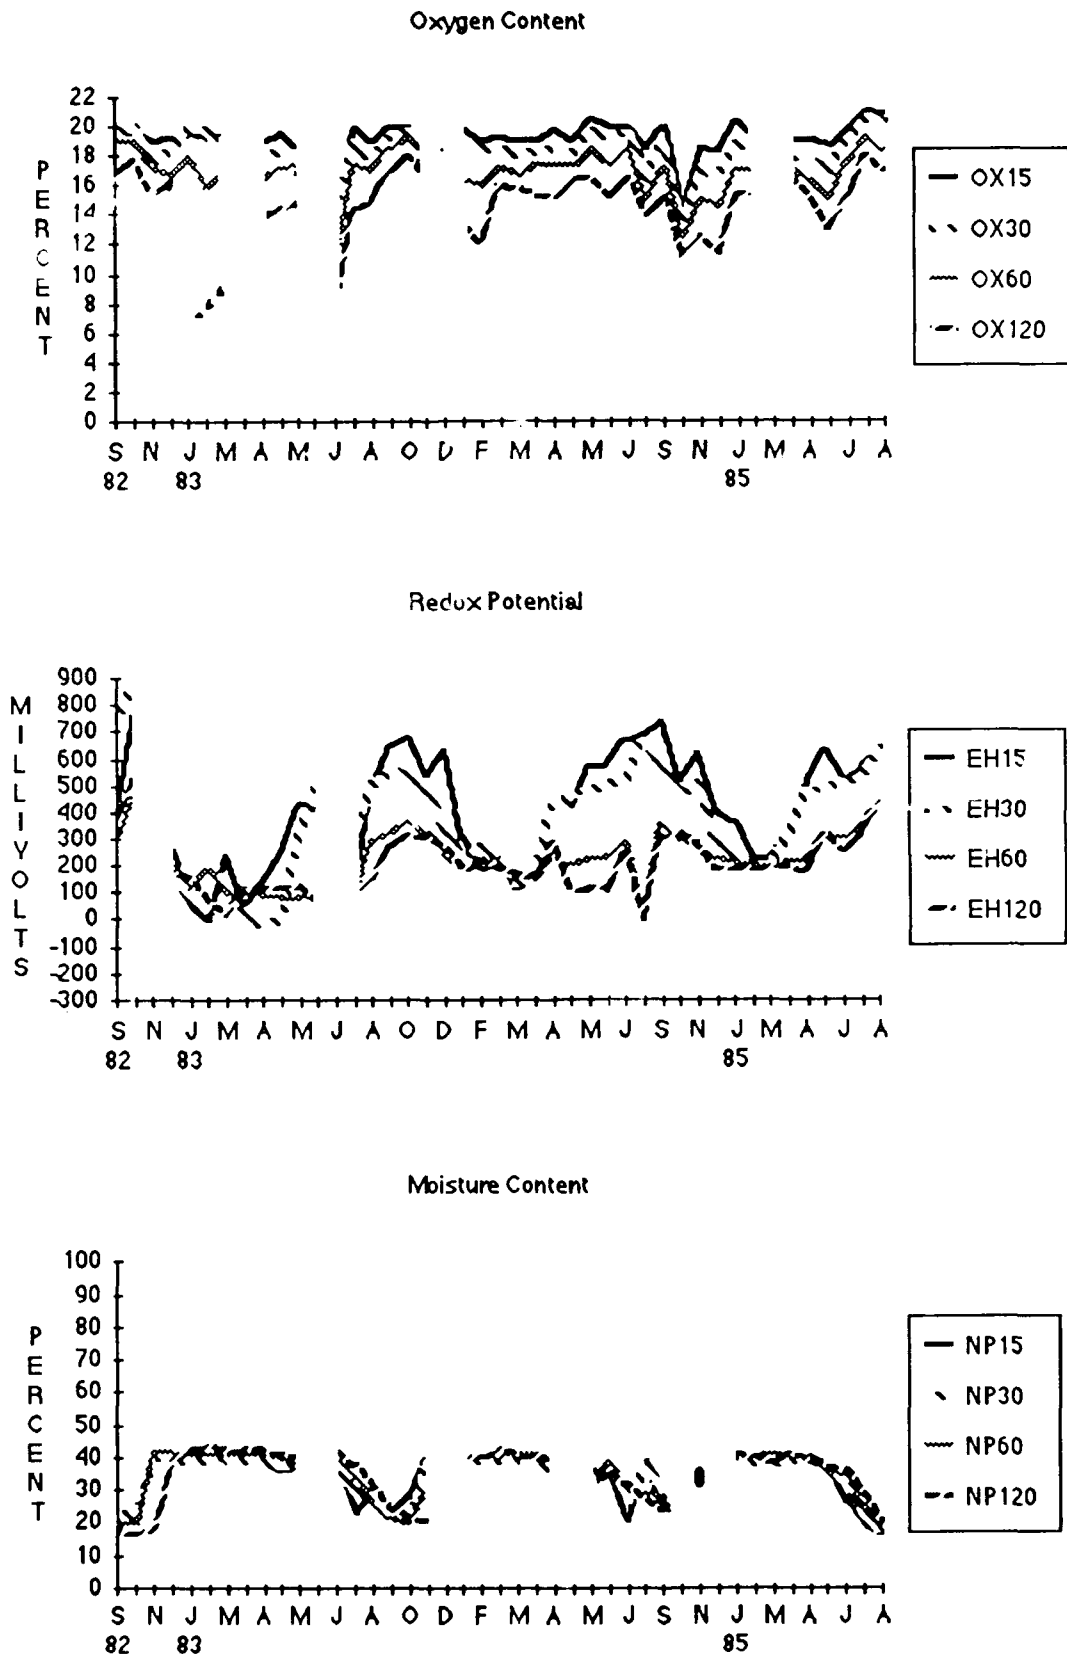 Oxygen Content
PERCENT
22
20
18
16
14
12
10
8
6
4
2
0
S N J M A M J A O D F M A M J S N J M A J A
82 83 85
OX15
OX30
OX60
OX120
Redox Potential
MILLIVOLTS
900
800
700
600
500
400
300
200
100
0
-100
-200
-300
S N J M A M J A O D F M A M J S N J M A J A
82 83 85
EH15
EH30
EH60
EH120
Moisture Content
PERCENT
100
90
80
70
60
50
40
30
20
10
0
S N J M A M J A O D F M A M J S N J M A J A
82 83 85
NP15
NP30
NP60
NP120